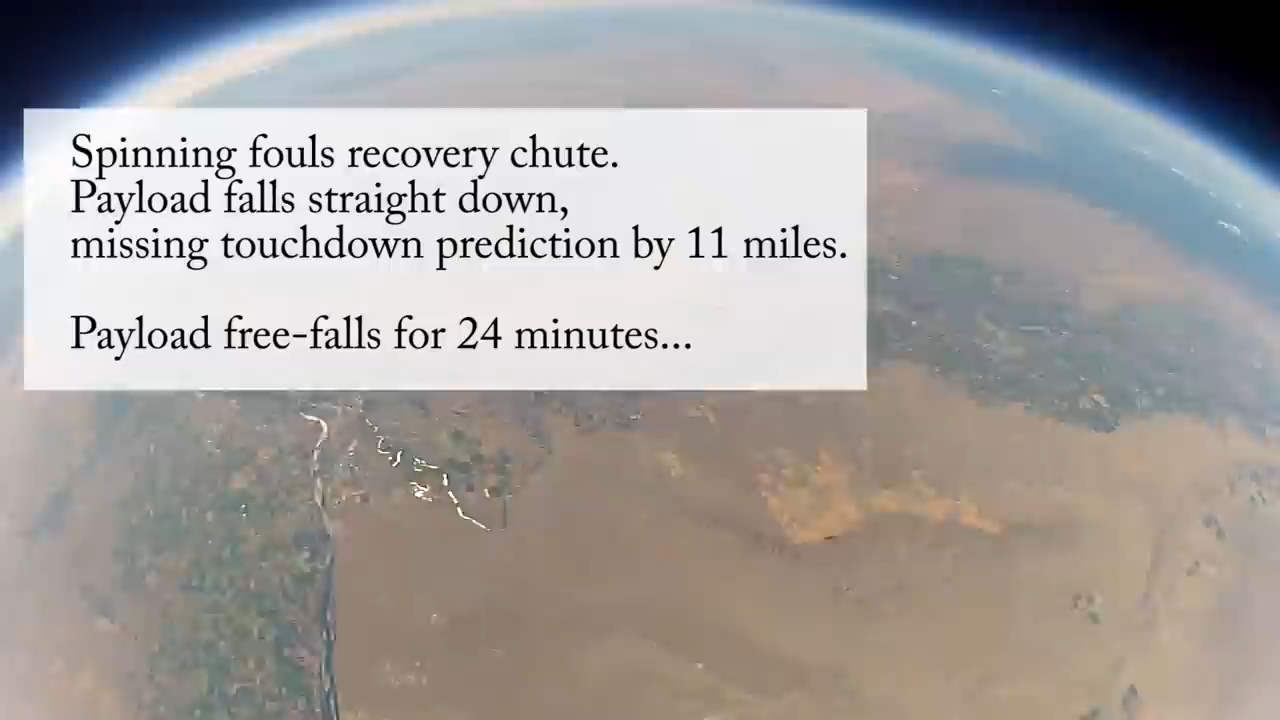 Spinning fouls recovery chute.
Payload falls straight down,
missing touchdown prediction by 11 miles.
Payload free-falls for 24 minutes...